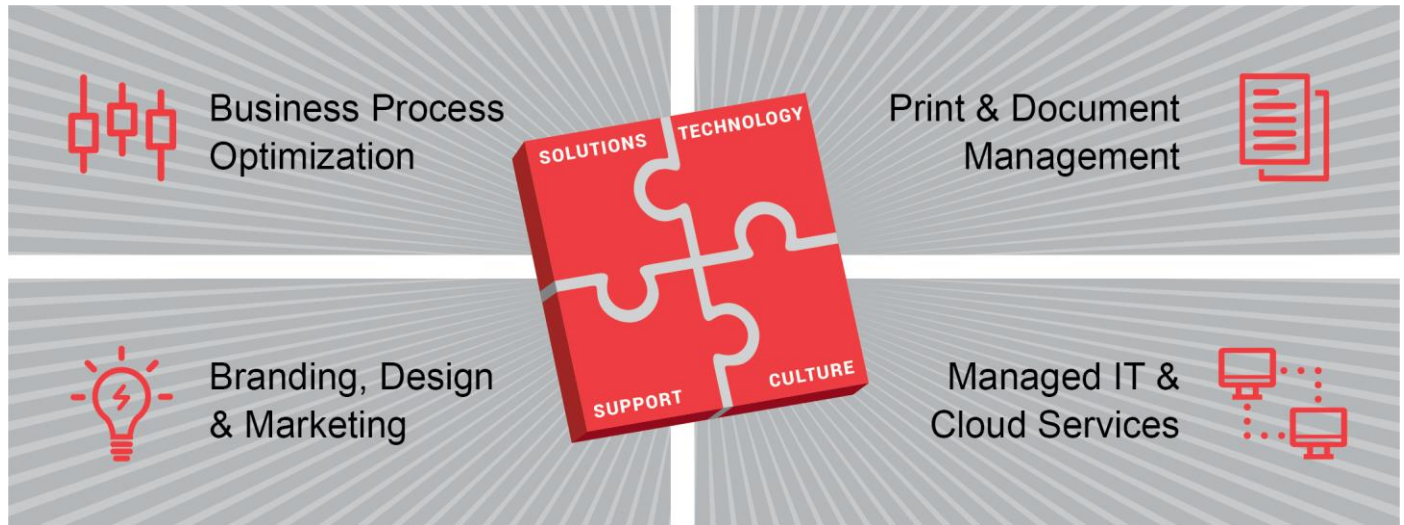 Business Process
Optimization
Print & Document
Management
SOLUTIONS
TECHNOLOGY
SUPPORT
CULTURE
Branding, Design
& Marketing
Managed IT &
Cloud Services